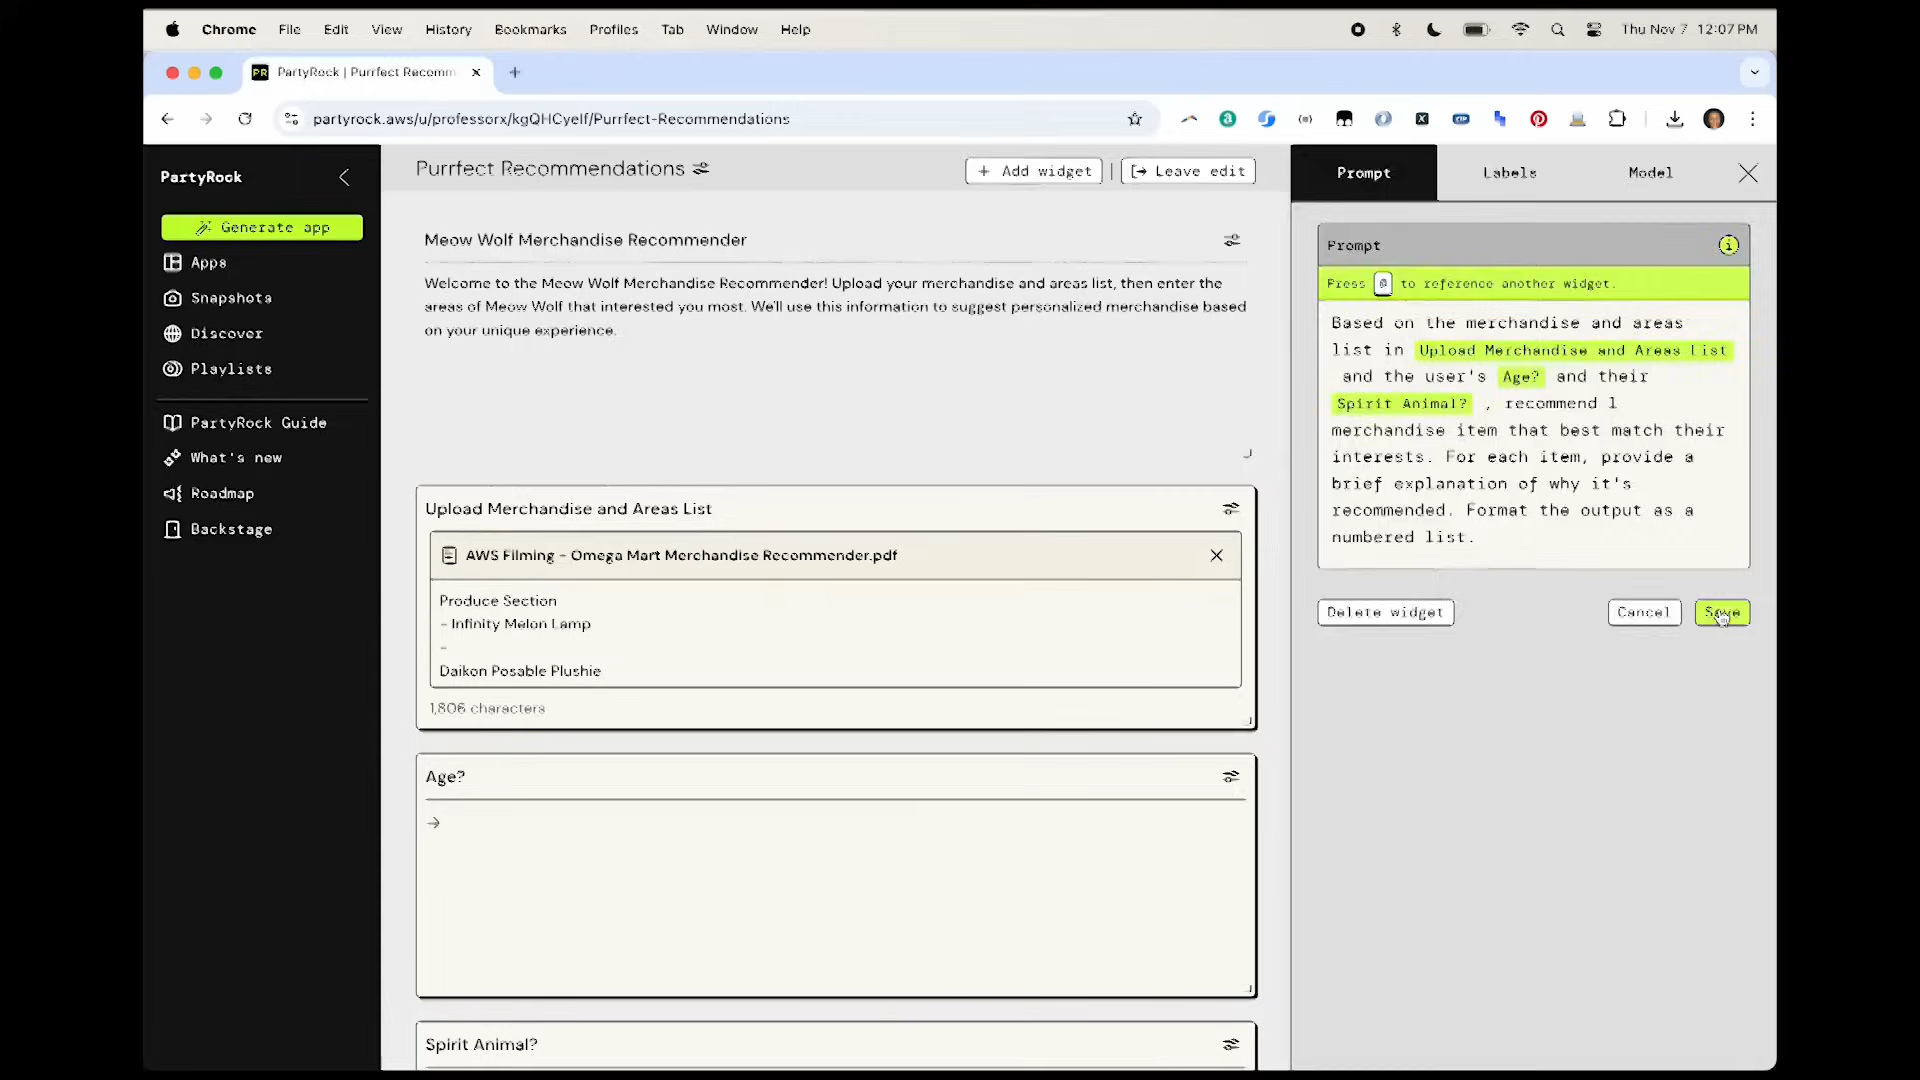 Chrome File Edit View History Bookmarks Profiles Tab Window Help Thu Nov 7 12:07 PM
PR PartyRock | Purrfect Recomm
partyrock.aws/u/professorx/kgQHCyelf/Purrfect-Recommendations
PartyRock
Generate app
Apps
Snapshots
Discover
Playlists
PartyRock Guide
What's new
Roadmap
Backstage
Purrfect Recommendations
+ Add widget
Leave edit
Meow Wolf Merchandise Recommender
Welcome to the Meow Wolf Merchandise Recommender! Upload your merchandise and areas list, then enter the
areas of Meow Wolf that interested you most. We'll use this information to suggest personalized merchandise based
on your unique experience.
Upload Merchandise and Areas List
AWS Filming - Omega Mart Merchandise Recommender.pdf
Produce Section
- Infinity Melon Lamp
-
Daikon Posable Plushie
1,806 characters
Age?
Spirit Animal?
Prompt Labels Model
Prompt
Press @ to reference another widget.
Based on the merchandise and areas
list in Upload Merchandise and Areas List
and the user's Age? and their
Spirit Animal? , recommend 1
merchandise item that best match their
interests. For each item, provide a
brief explanation of why it's
recommended. Format the output as a
numbered list.
Delete widget Cancel Save